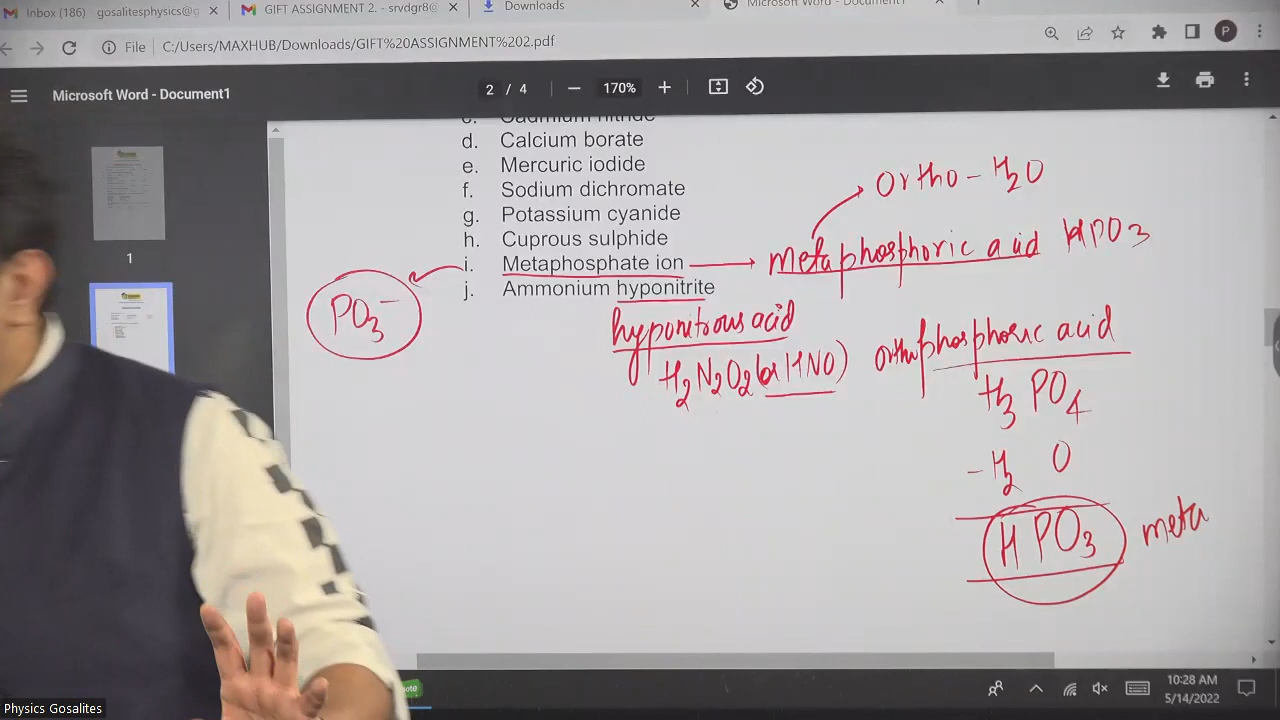 Inbox (186) - gosalitesphysics@g
GIFT ASSIGNMENT 2. - srvdgr8@
Downloads
Microsoft Word - Document1
File C:/Users/MAXHUB/Downloads/GIFT%20ASSIGNMENT%202.pdf
P
Microsoft Word - Document1
2 / 4
170%
1
d. Calcium borate
e. Mercuric iodide
f. Sodium dichromate
g. Potassium cyanide
h. Cuprous sulphide
i. Metaphosphate ion
j. Ammonium hyponitrite
Ortho - H2O
metaphosphoric acid HPO3
PO3-
hyponitrous acid
H2N2O2 (or HNO)
orthophosphoric acid
H3PO4
- H2 O
HPO3 meta
10:28 AM
5/14/2022
Physics Gosalites